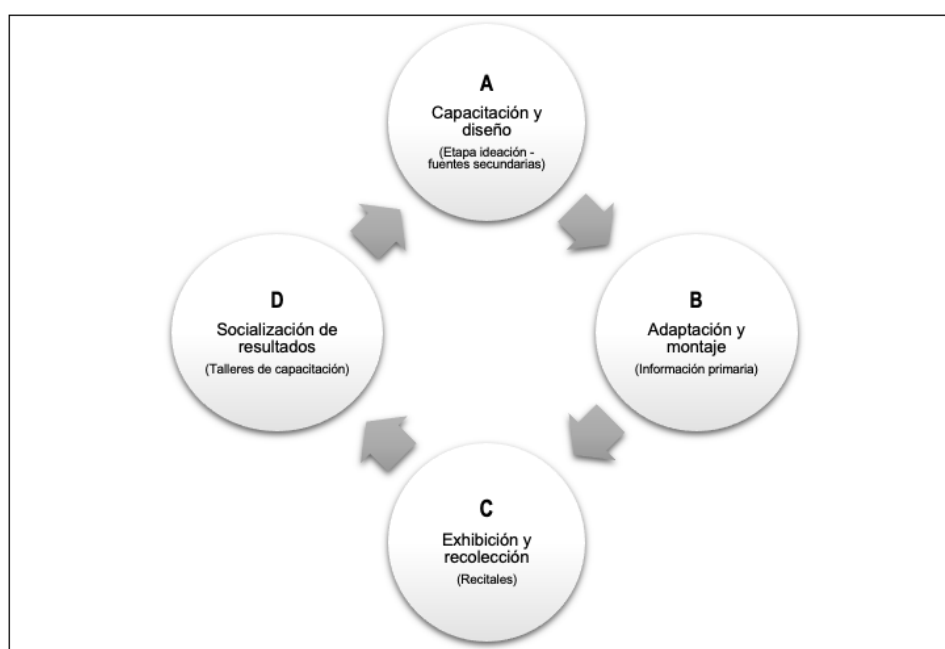 A
Capacitación y
diseño
(Etapa ideación -
fuentes secundarias)
B
Adaptación y
montaje
(Información primaria)
C
Exhibición y
recolección
(Recitales)
D
Socialización de
resultados
(Talleres de capacitación)